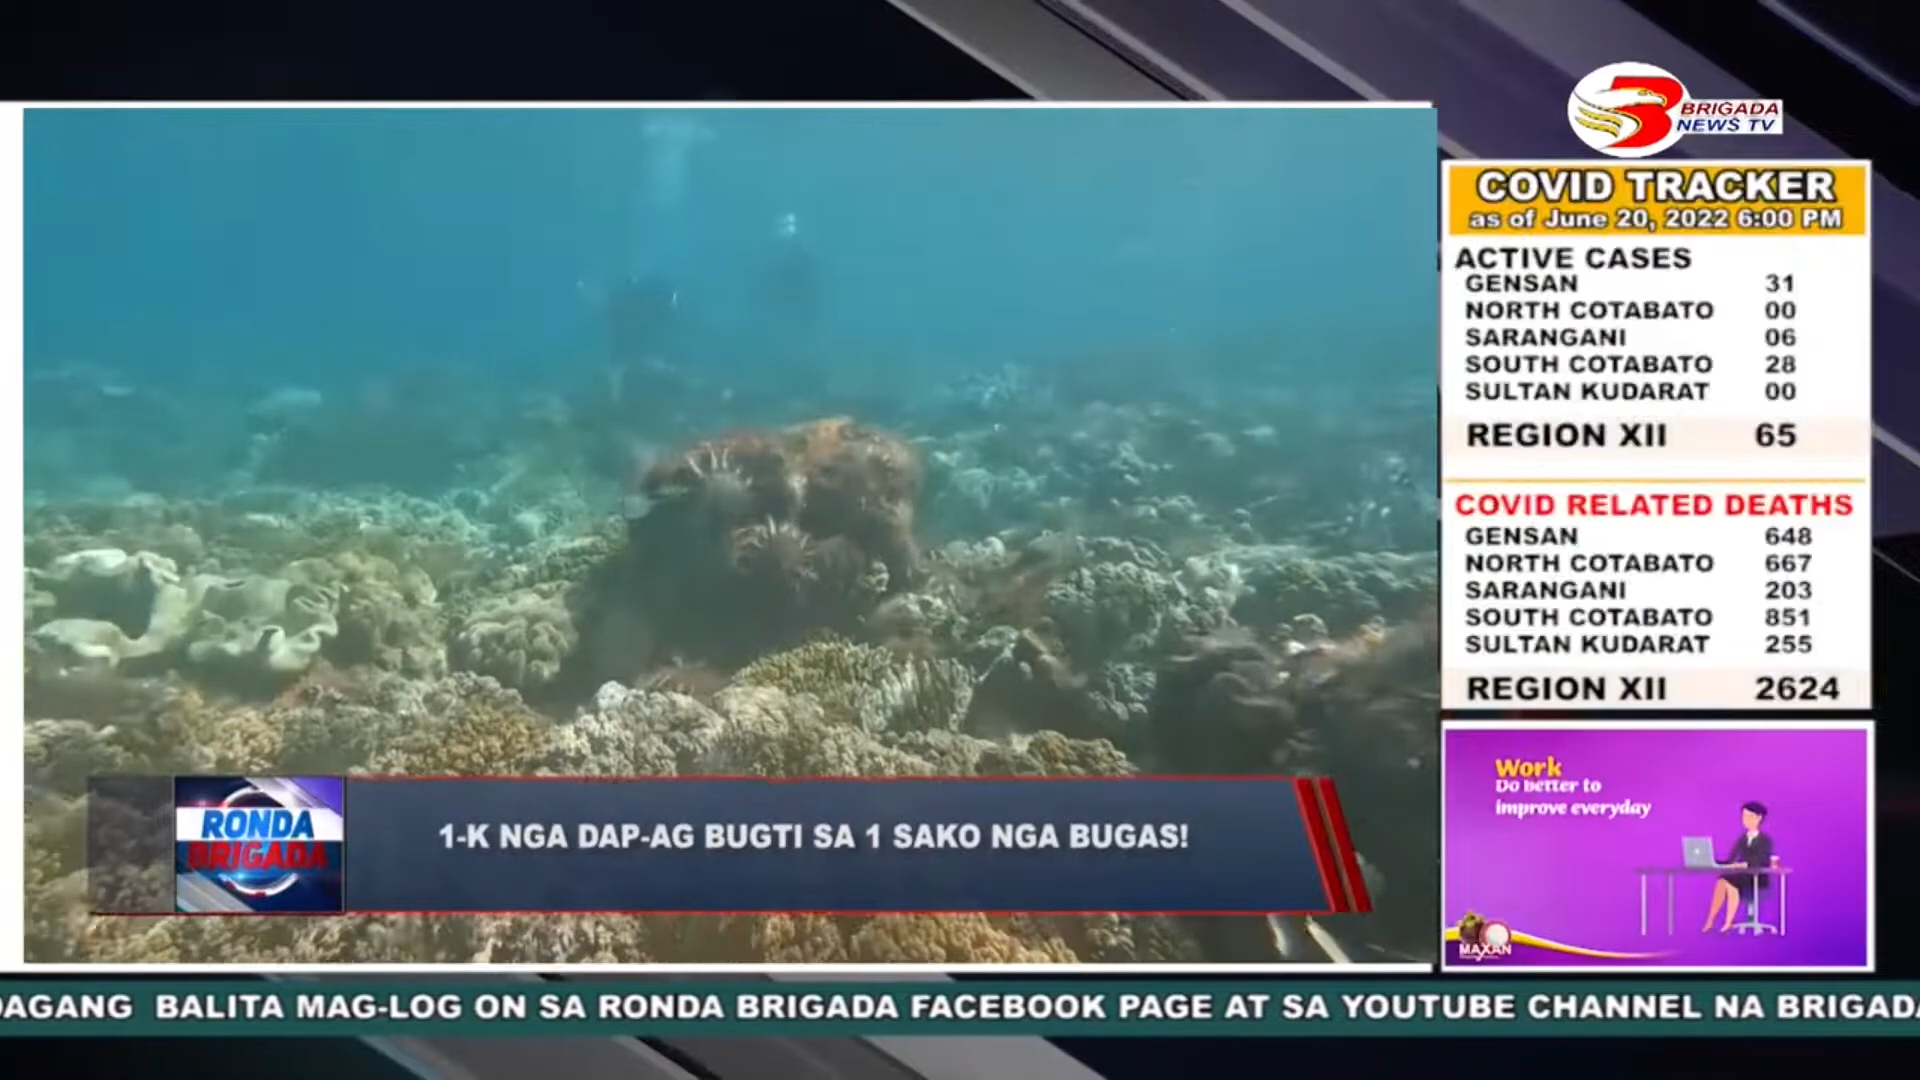 BRIGADA
NEWS TV
COVID TRACKER
as of June 20, 2022 6:00 PM
ACTIVE CASES
GENSAN 31
NORTH COTABATO 00
SARANGANI 06
SOUTH COTABATO 28
SULTAN KUDARAT 00
REGION XII 65
COVID RELATED DEATHS
GENSAN 648
NORTH COTABATO 667
SARANGANI 203
SOUTH COTABATO 851
SULTAN KUDARAT 255
REGION XII 2624
Work
Do better to
improve everyday
MAXAN
RONDA
BRIGADA
1-K NGA DAP-AG BUGTI SA 1 SAKO NGA BUGAS!
DAGANG BALITA MAG-LOG ON SA RONDA BRIGADA FACEBOOK PAGE AT SA YOUTUBE CHANNEL NA BRIGADA